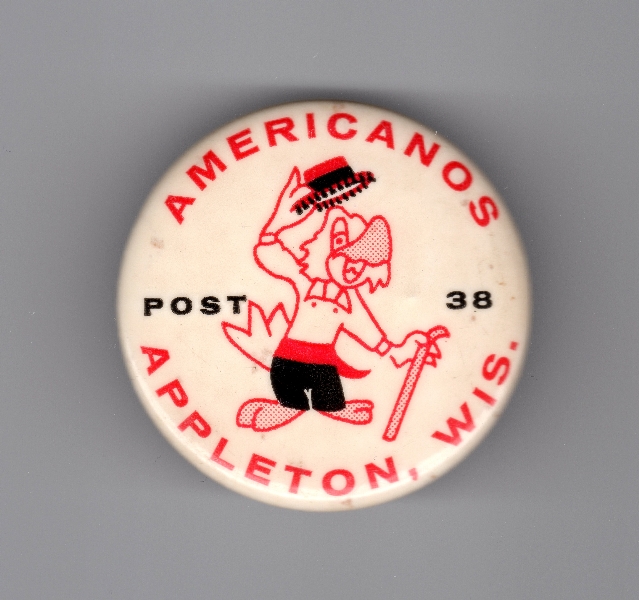 AMERICANOS
POST 38
APPLETON, WIS.